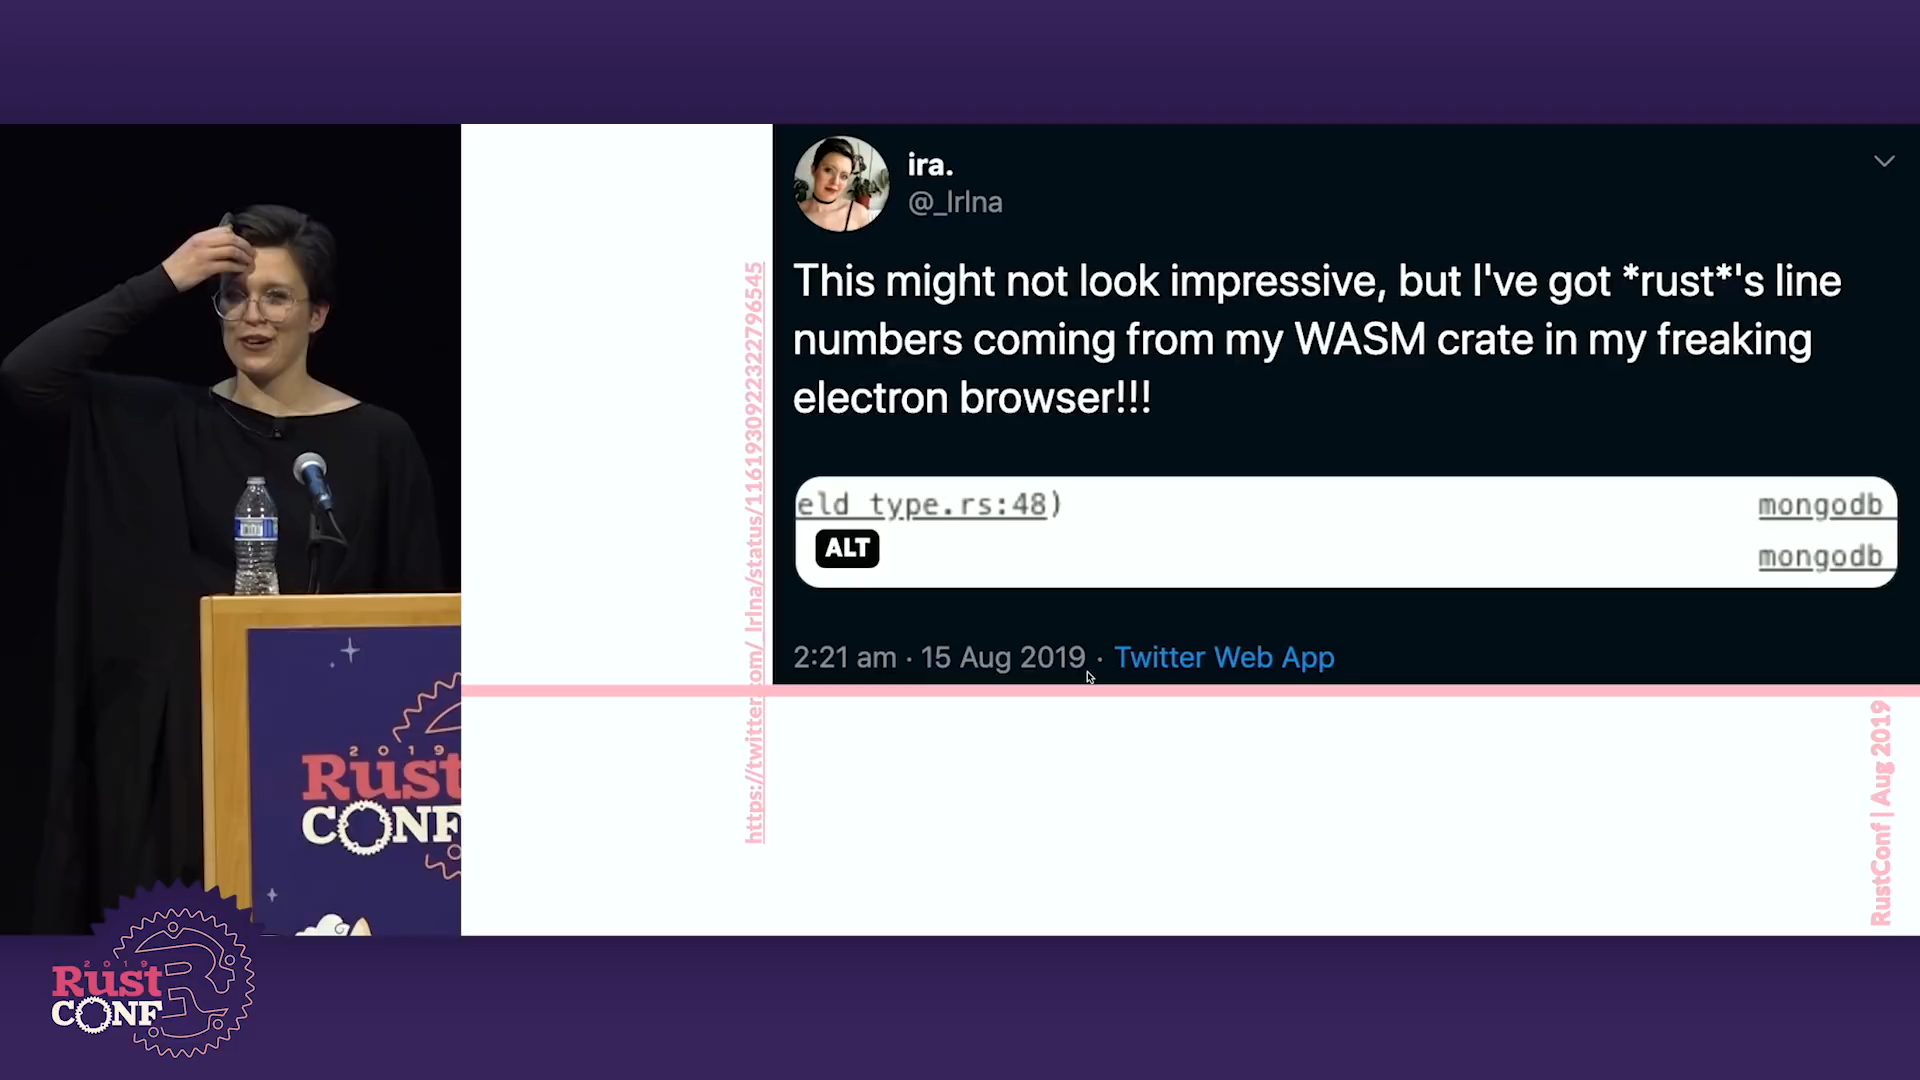 ira.
@_lrlna
This might not look impressive, but I've got *rust*'s line
numbers coming from my WASM crate in my freaking
electron browser!!!
eld_type.rs:48)
mongodb
ALT
mongodb
2:21 am · 15 Aug 2019 · Twitter Web App
https://twitter.com/_lrlna/status/1161930922322796545
RustConf | Aug 2019
2019
Rust
CONF
2019
Rust
CONF